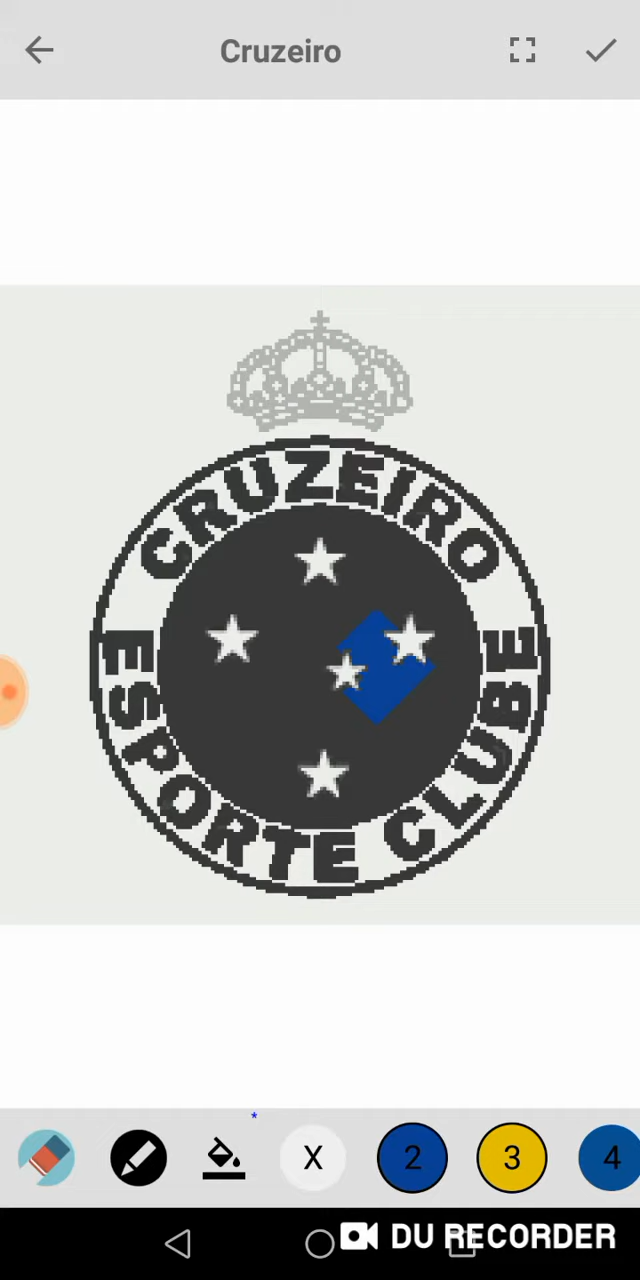 Cruzeiro
CRUZEIRO
ESPORTE CLUBE
*
X 2 3 4
DU RECORDER